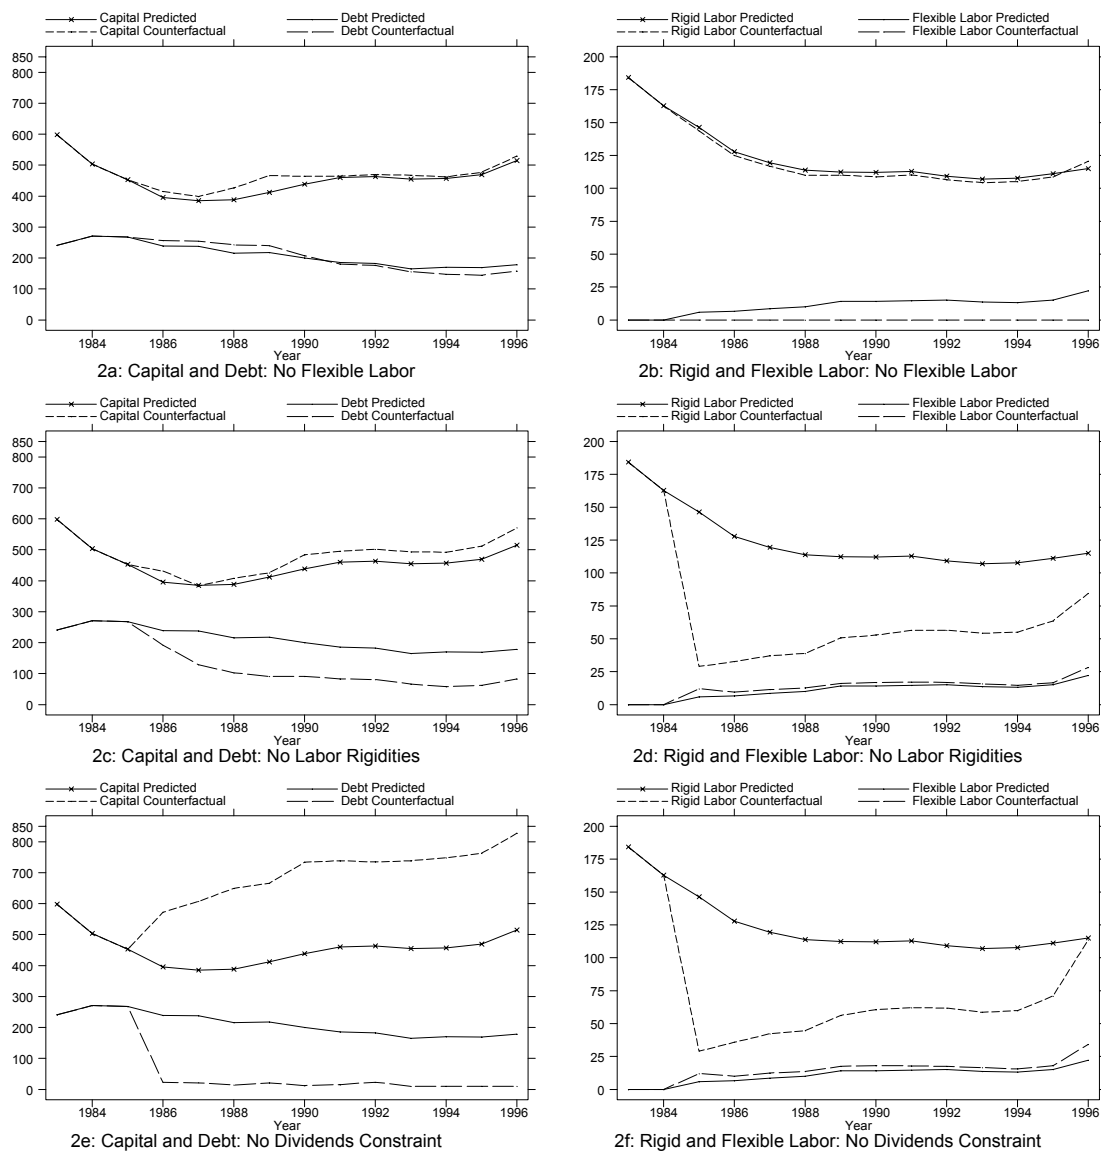 Capital Predicted Debt Predicted
Capital Counterfactual Debt Counterfactual
850
800
700
600
500
400
300
200
100
0
1984 1986 1988 1990 1992 1994 1996
Year
2a: Capital and Debt: No Flexible Labor
Rigid Labor Predicted Flexible Labor Predicted
Rigid Labor Counterfactual Flexible Labor Counterfactual
200
175
150
125
100
75
50
25
0
1984 1986 1988 1990 1992 1994 1996
Year
2b: Rigid and Flexible Labor: No Flexible Labor
Capital Predicted Debt Predicted
Capital Counterfactual Debt Counterfactual
850
800
700
600
500
400
300
200
100
0
1984 1986 1988 1990 1992 1994 1996
Year
2c: Capital and Debt: No Labor Rigidities
Rigid Labor Predicted Flexible Labor Predicted
Rigid Labor Counterfactual Flexible Labor Counterfactual
200
175
150
125
100
75
50
25
0
1984 1986 1988 1990 1992 1994 1996
Year
2d: Rigid and Flexible Labor: No Labor Rigidities
Capital Predicted Debt Predicted
Capital Counterfactual Debt Counterfactual
850
800
700
600
500
400
300
200
100
0
1984 1986 1988 1990 1992 1994 1996
Year
2e: Capital and Debt: No Dividends Constraint
Rigid Labor Predicted Flexible Labor Predicted
Rigid Labor Counterfactual Flexible Labor Counterfactual
200
175
150
125
100
75
50
25
0
1984 1986 1988 1990 1992 1994 1996
Year
2f: Rigid and Flexible Labor: No Dividends Constraint